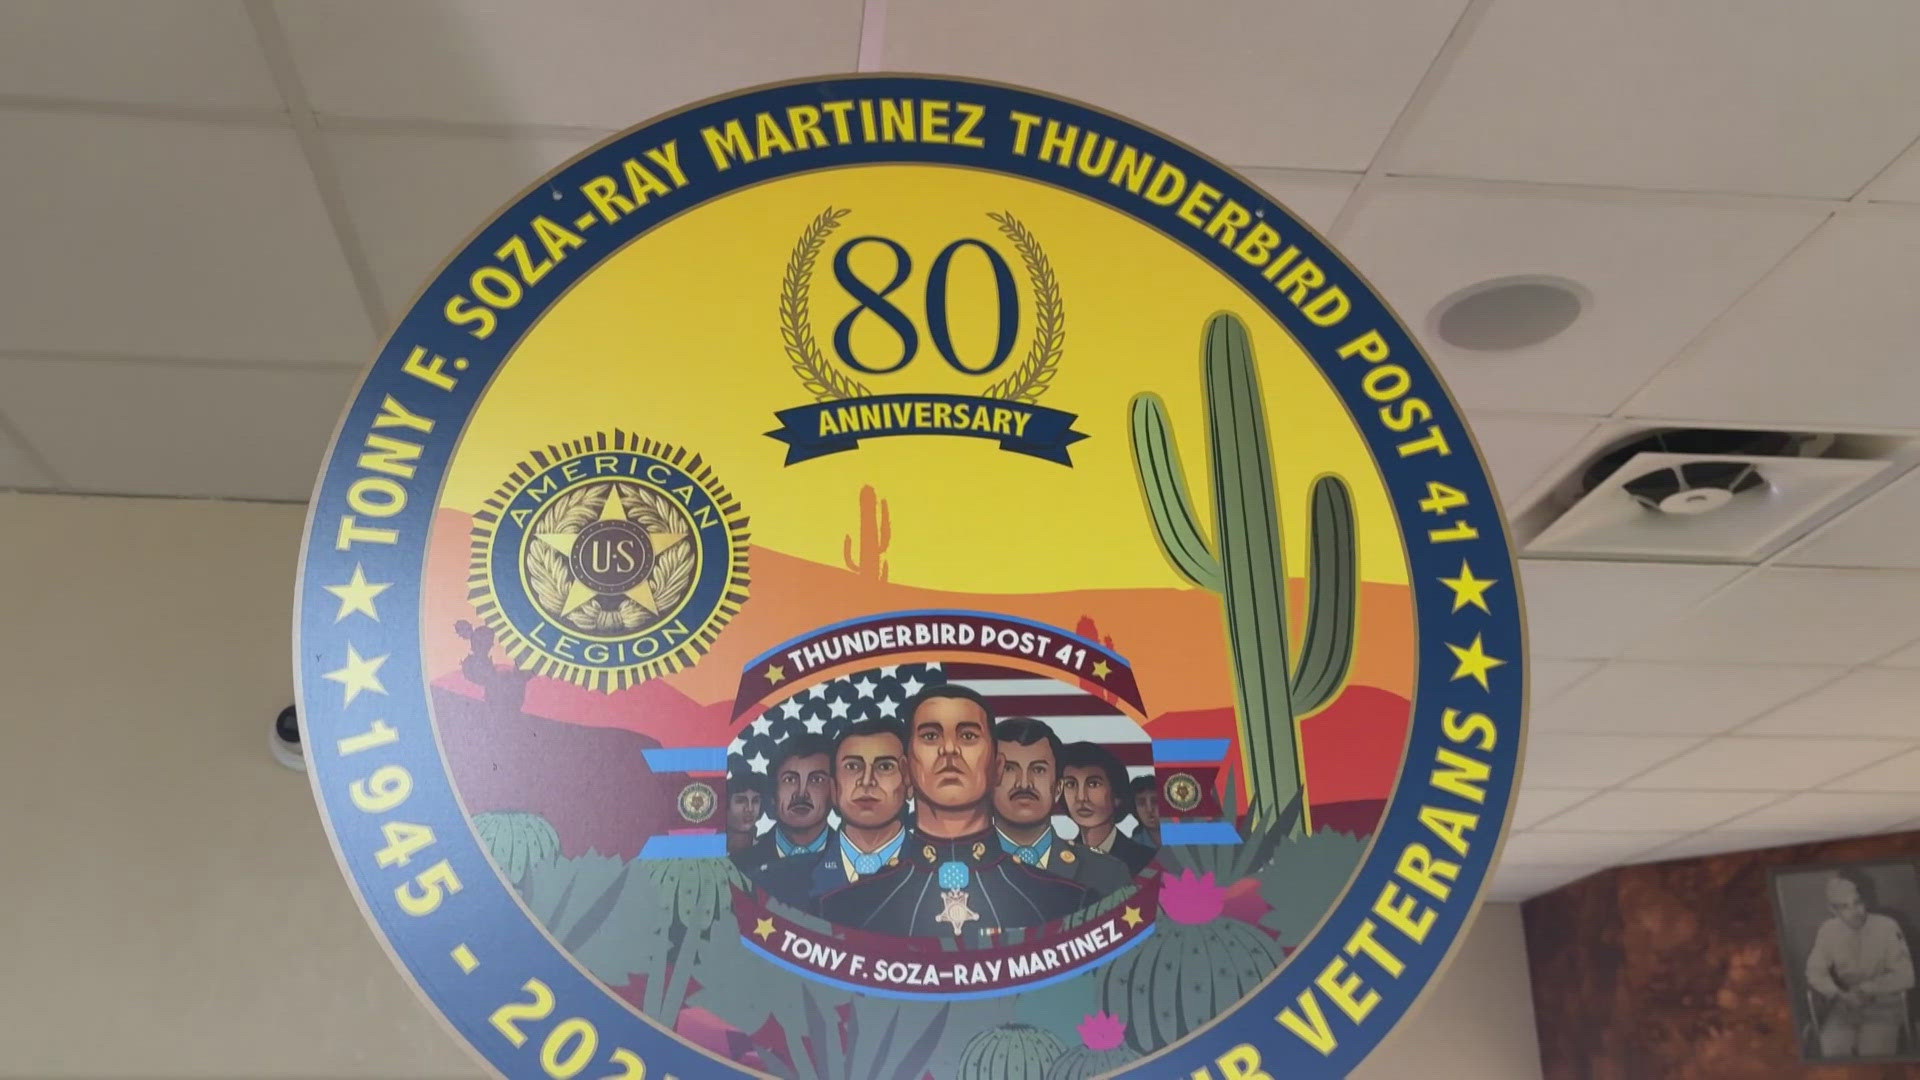 TONY F. SOZA-RAY MARTINEZ THUNDERBIRD POST 41
80
ANNIVERSARY
AMERICAN
U·S
LEGION
THUNDERBIRD POST 41
U.S.
TONY F. SOZA-RAY MARTINEZ
1945 - 202
VETERANS